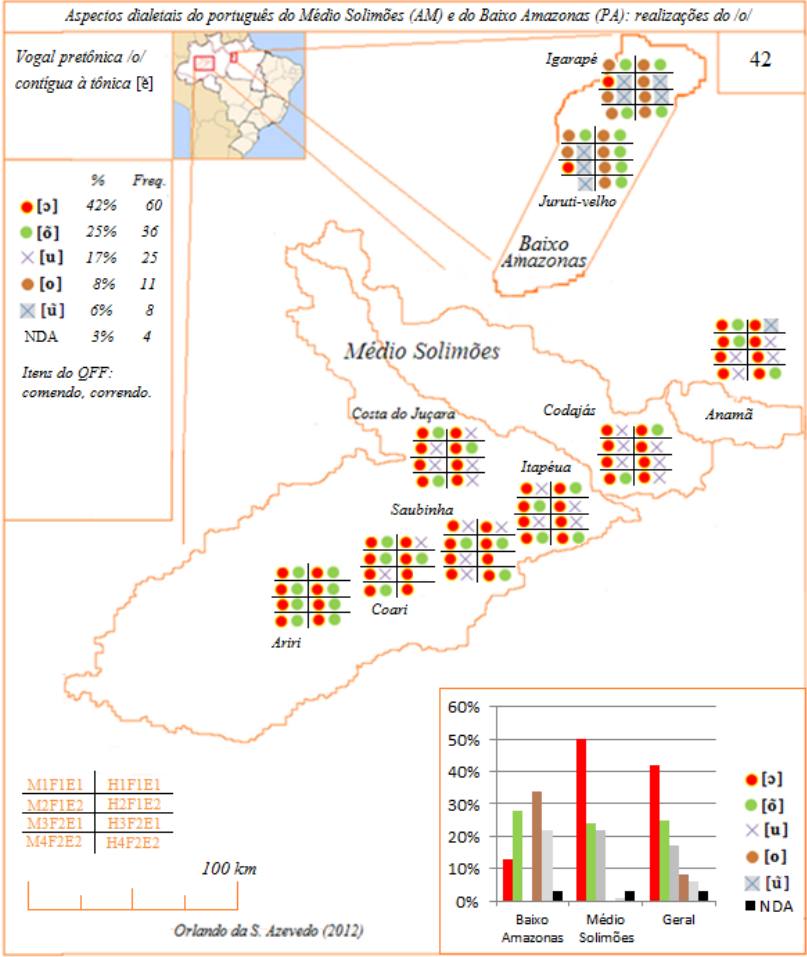 Aspectos dialetais do português do Médio Solimões (AM) e do Baixo Amazonas (PA): realizações do /o/
Vogal pretônica /o/
contígua à tônica [ẽ]
42
% Freq.
[ɔ] 42% 60
[õ] 25% 36
[u] 17% 25
[o] 8% 11
[ũ] 6% 8
NDA 3% 4
Itens do QFF:
comendo, correndo.
Igarapé
Juruti-velho
Baixo
Amazonas
Médio Solimões
Costa do Juçara
Codajás
Anamã
Itapéua
Saubinha
Coari
Ariri
M1F1E1 H1F1E1
M2F1E2 H2F1E2
M3F2E1 H3F2E1
M4F2E2 H4F2E2
100 km
Orlando da S. Azevedo (2012)
60%
50%
40%
30%
20%
10%
0%
Baixo
Amazonas
Médio
Solimões
Geral
[ɔ]
[õ]
[u]
[o]
[ũ]
NDA